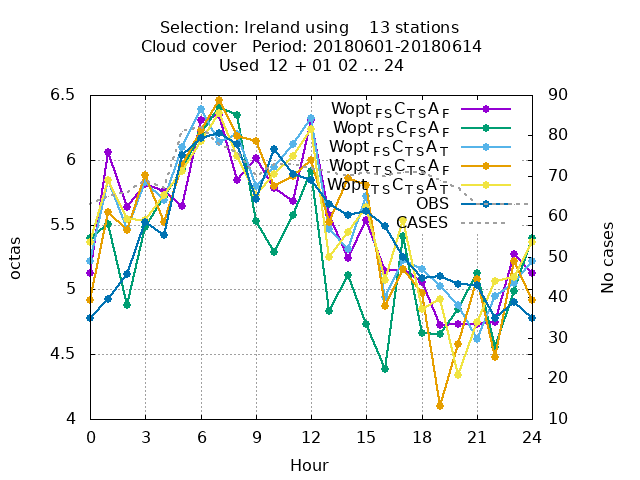 Selection: Ireland using    13 stations
Cloud cover   Period: 20180601-20180614
Used  12 + 01 02 ... 24
6.5
6
5.5
5
4.5
4
octas
90
80
70
60
50
40
30
20
10
No cases
Wopt FS C TS A F
Wopt FS C FS A F
Wopt FS C TS A T
Wopt TS C FS A F
Wopt TS C TS A T
OBS
CASES
0 3 6 9 12 15 18 21 24
Hour